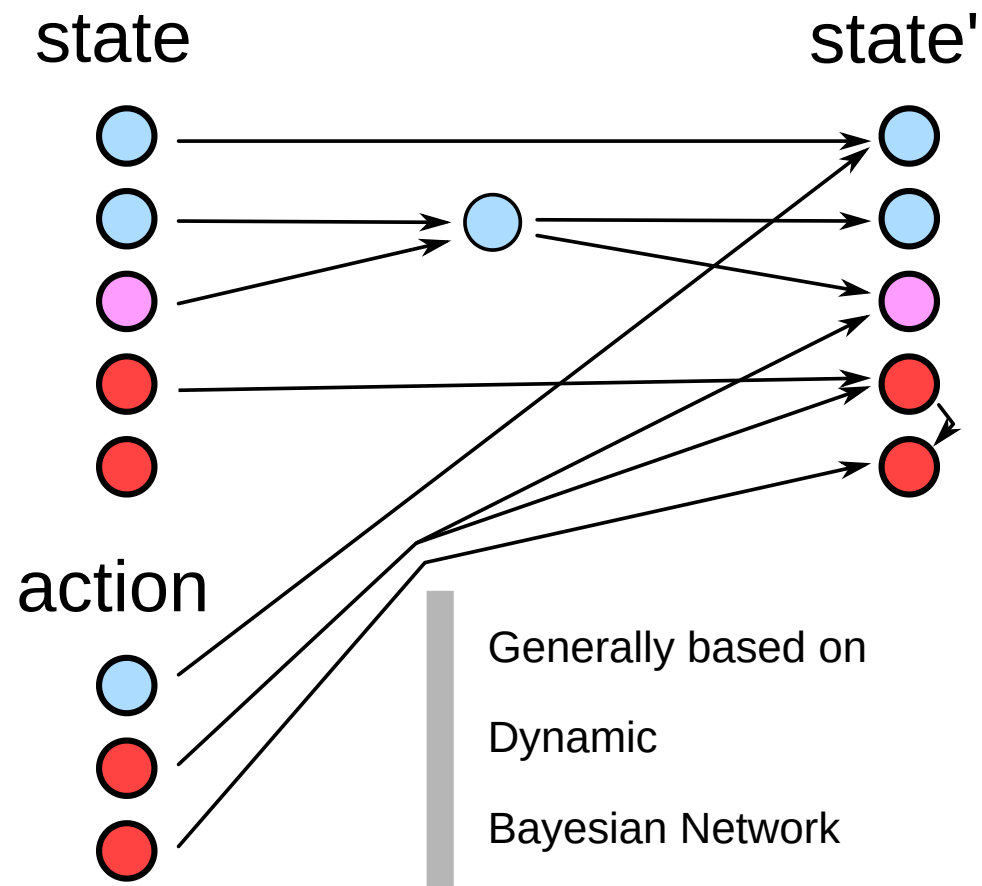 state
state'
action
Generally based on
Dynamic
Bayesian Network